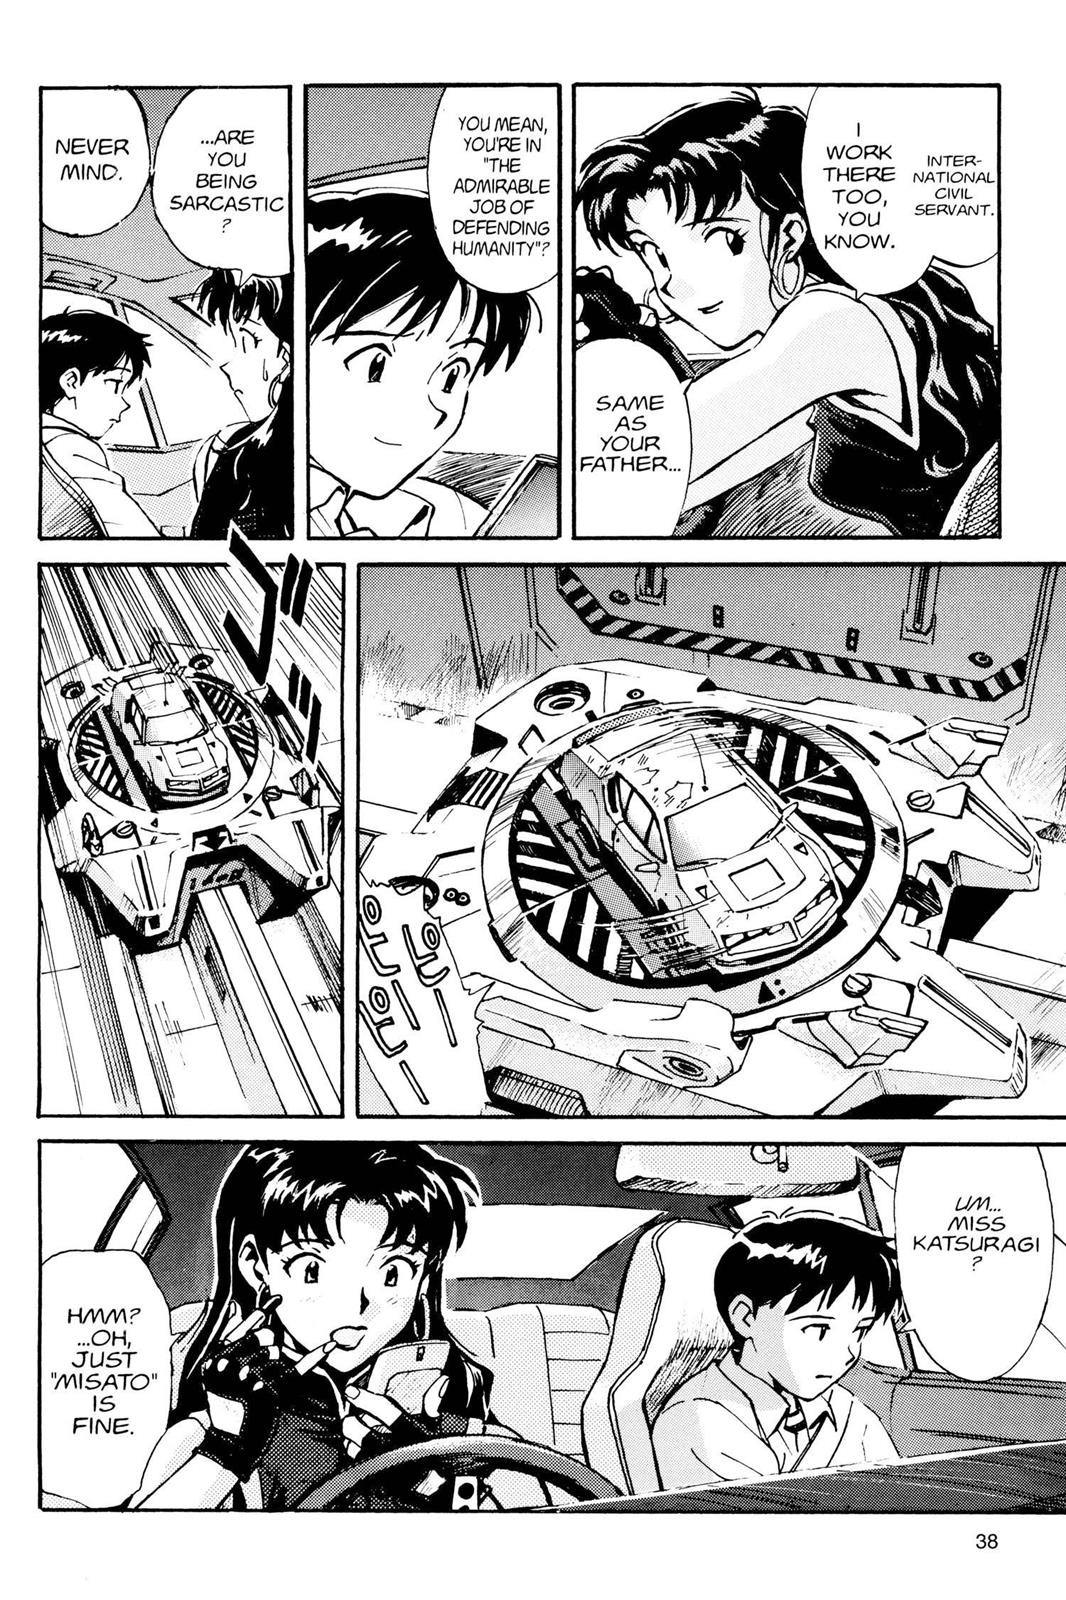 INTER-
NATIONAL
CIVIL
SERVANT.
I
WORK
THERE
TOO,
YOU
KNOW.
SAME
AS
YOUR
FATHER...
YOU MEAN,
YOU'RE IN
"THE
ADMIRABLE
JOB OF
DEFENDING
HUMANITY"?
...ARE
YOU
BEING
SARCASTIC
?
NEVER
MIND.
UM...
MISS
KATSURAGI
?
HMM?
...OH,
JUST
"MISATO"
IS
FINE.
38